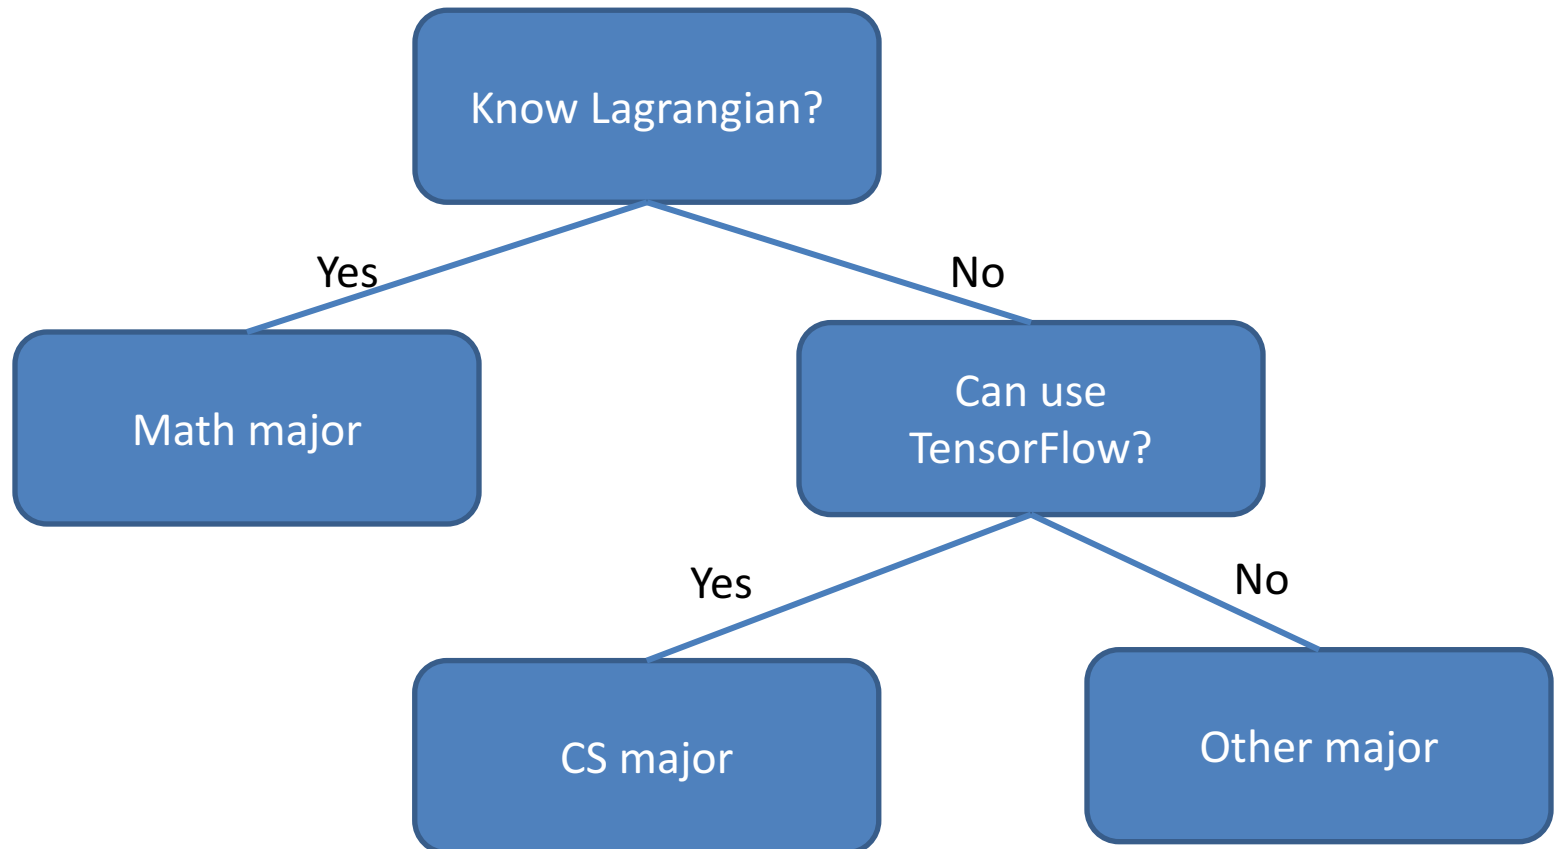 Know Lagrangian?
Yes
No
Math major
Can use
TensorFlow?
Yes
No
CS major
Other major